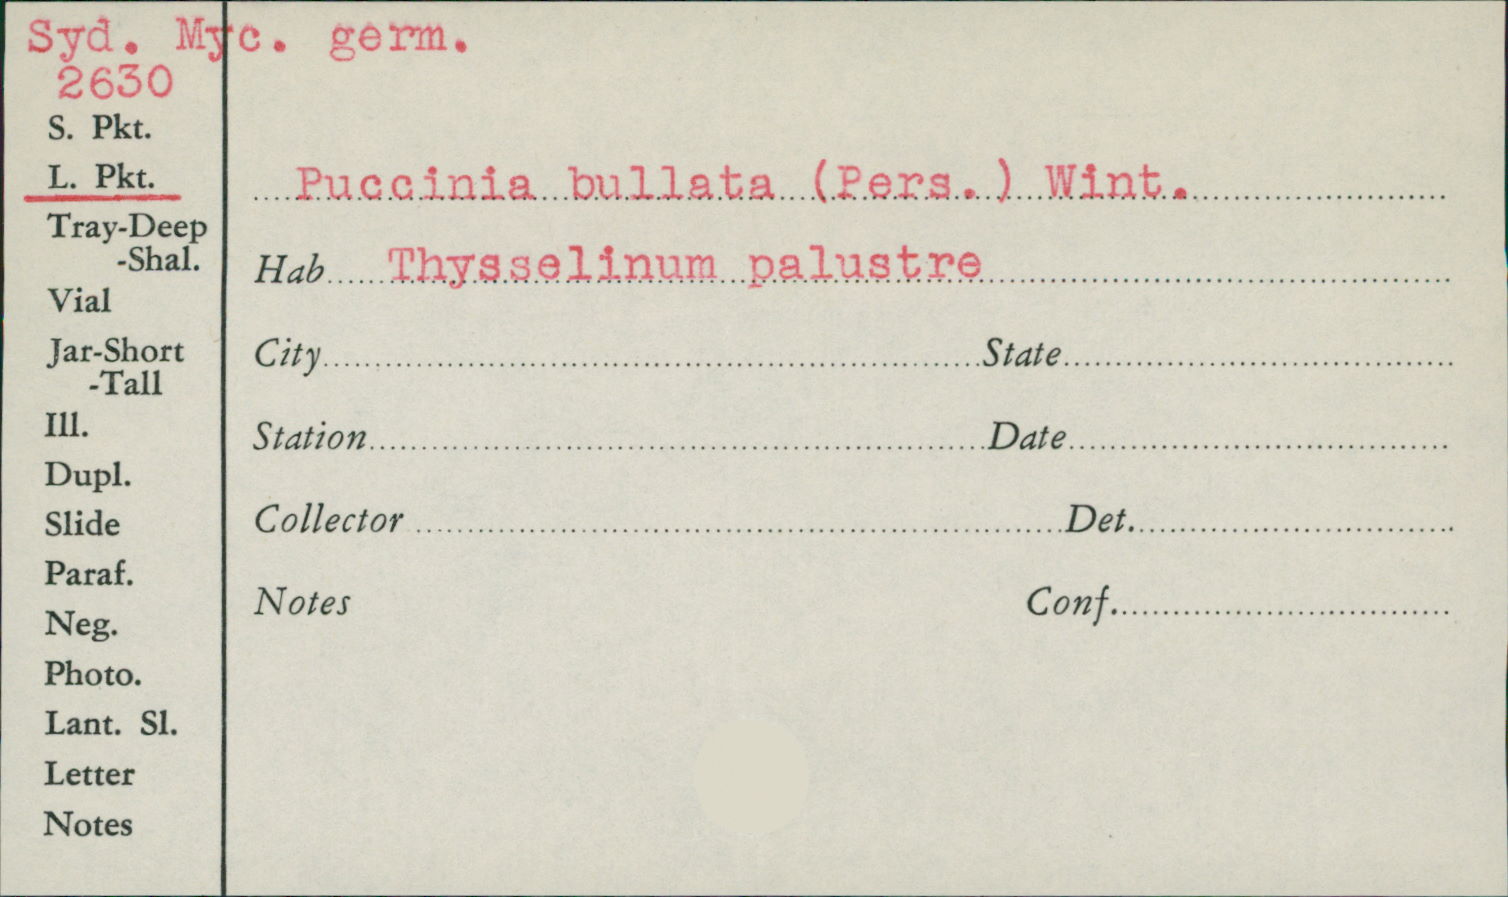 Syd. Myc. germ.
2630
S. Pkt.
L. Pkt.
Tray-Deep
-Shal.
Vial
Jar-Short
-Tall
Ill.
Dupl.
Slide
Paraf.
Neg.
Photo.
Lant. Sl.
Letter
Notes
Puccinia bullata (Pers.) Wint.
Hab Thysselinum palustre
City State
Station Date
Collector Det.
Notes Conf.